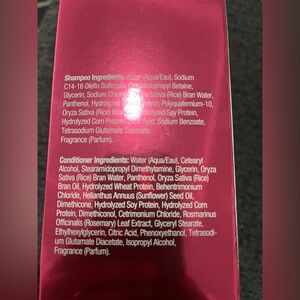 Shampoo Ingredients: Water (Aqua/Eau), Sodium
C14-16 Olefin Sulfonate, Cocamidopropyl Betaine,
Glycerin, Sodium Chloride, Oryza Sativa (Rice) Bran Water,
Panthenol, Hydrolyzed Polyquaternium-10,
Oryza Sativa (Rice) Hydrolyzed Soy Protein,
Hydrolyzed Corn Protein, Sodium Benzoate,
Tetrasodium Glutamate Diacetate,
Fragrance (Parfum).
Conditioner Ingredients: Water (Aqua/Eau), Cetearyl
Alcohol, Stearamidopropyl Dimethylamine, Glycerin, Oryza
Sativa (Rice) Bran Water, Panthenol, Oryza Sativa (Rice)
Bran Oil, Hydrolyzed Wheat Protein, Behentrimonium
Chloride, Helianthus Annuus (Sunflower) Seed Oil,
Dimethicone, Hydrolyzed Soy Protein, Hydrolyzed Corn
Protein, Dimethiconol, Cetrimonium Chloride, Rosmarinus
Officinalis (Rosemary) Leaf Extract, Glyceryl Stearate,
Ethylhexylglycerin, Citric Acid, Phenoxyethanol, Tetrasodi-
um Glutamate Diacetate, Isopropyl Alcohol,
Fragrance (Parfum).